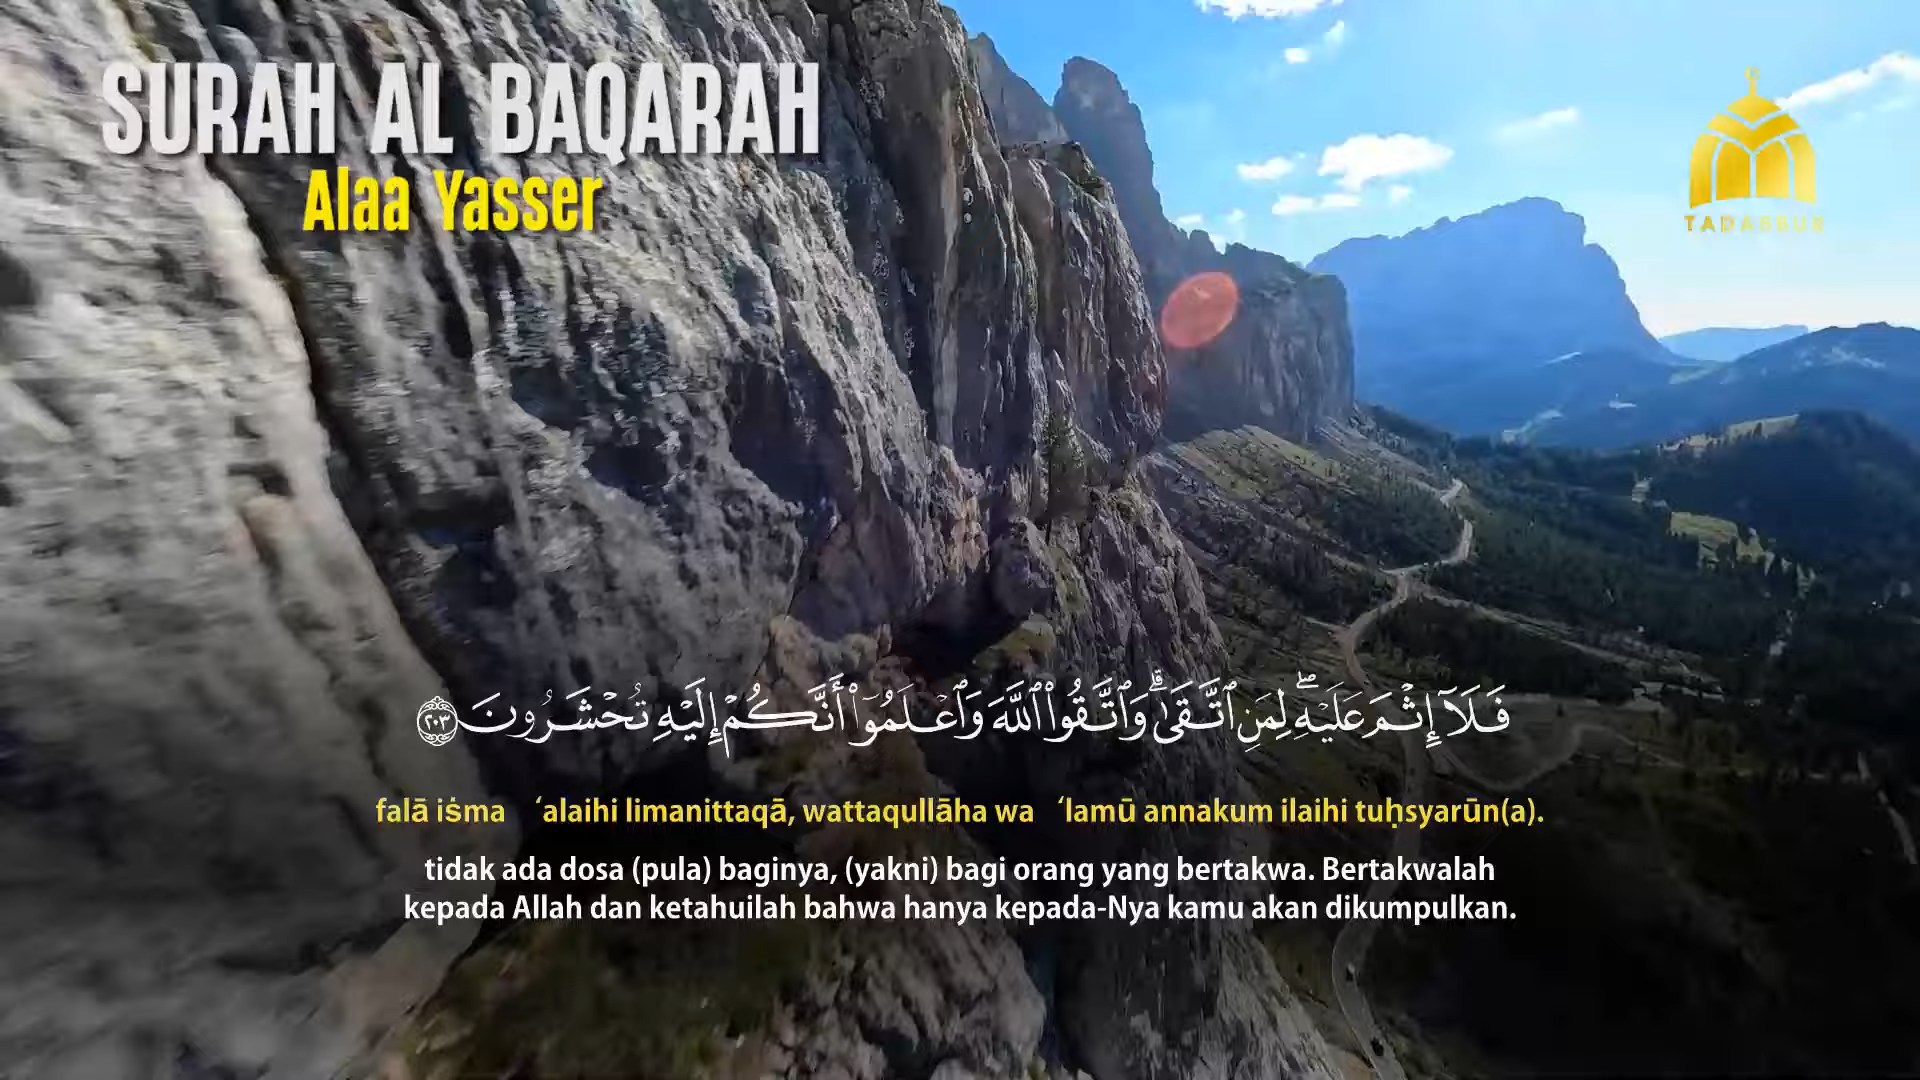 SURAH AL BAQARAH
Alaa Yasser
TADABBUR
فَلَآ إِثْمَ عَلَيْهِۖ لِمَنِ ٱتَّقَىٰۗ وَٱتَّقُوا۟ ٱللَّهَ وَٱعْلَمُوٓا۟ أَنَّكُمْ إِلَيْهِ تُحْشَرُونَ ٢٠٣
falā iṡma ‘alaihi limanittaqā, wattaqullāha wa ‘lamū annakum ilaihi tuḥsyarūn(a).
tidak ada dosa (pula) baginya, (yakni) bagi orang yang bertakwa. Bertakwalah
kepada Allah dan ketahuilah bahwa hanya kepada-Nya kamu akan dikumpulkan.